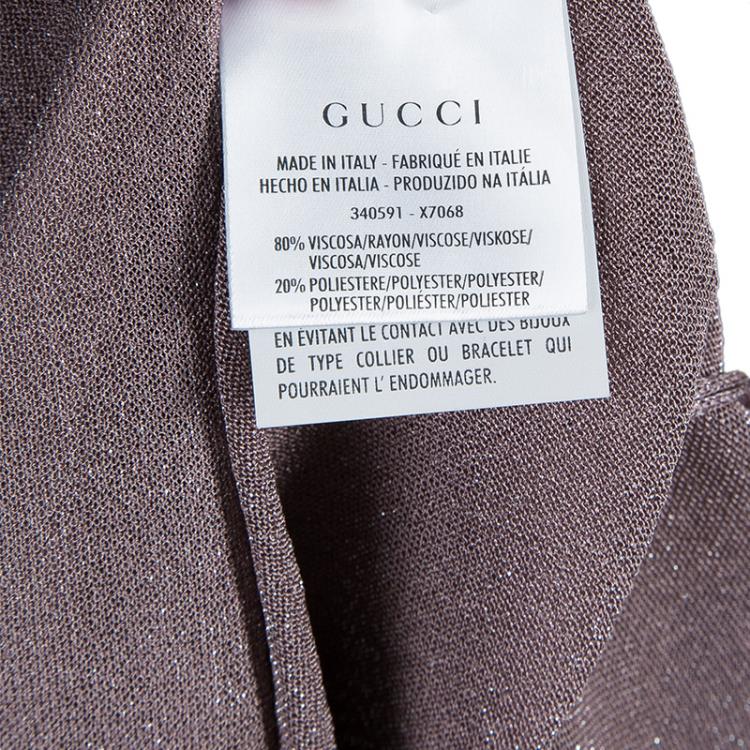 GUCCI
MADE IN ITALY - FABRIQUÉ EN ITALIE
HECHO EN ITALIA - PRODUZIDO NA ITÁLIA
340591 - X7068
80% VISCOSA/RAYON/VISCOSE/VISKOSE/
VISCOSA/VISCOSE
20% POLIESTERE/POLYESTER/POLYESTER/
POLYESTER/POLIÉSTER/POLIESTER
EN ÉVITANT LE CONTACT AVEC DES BIJOUX
DE TYPE COLLIER OU BRACELET QUI
POURRAIENT L' ENDOMMAGER.